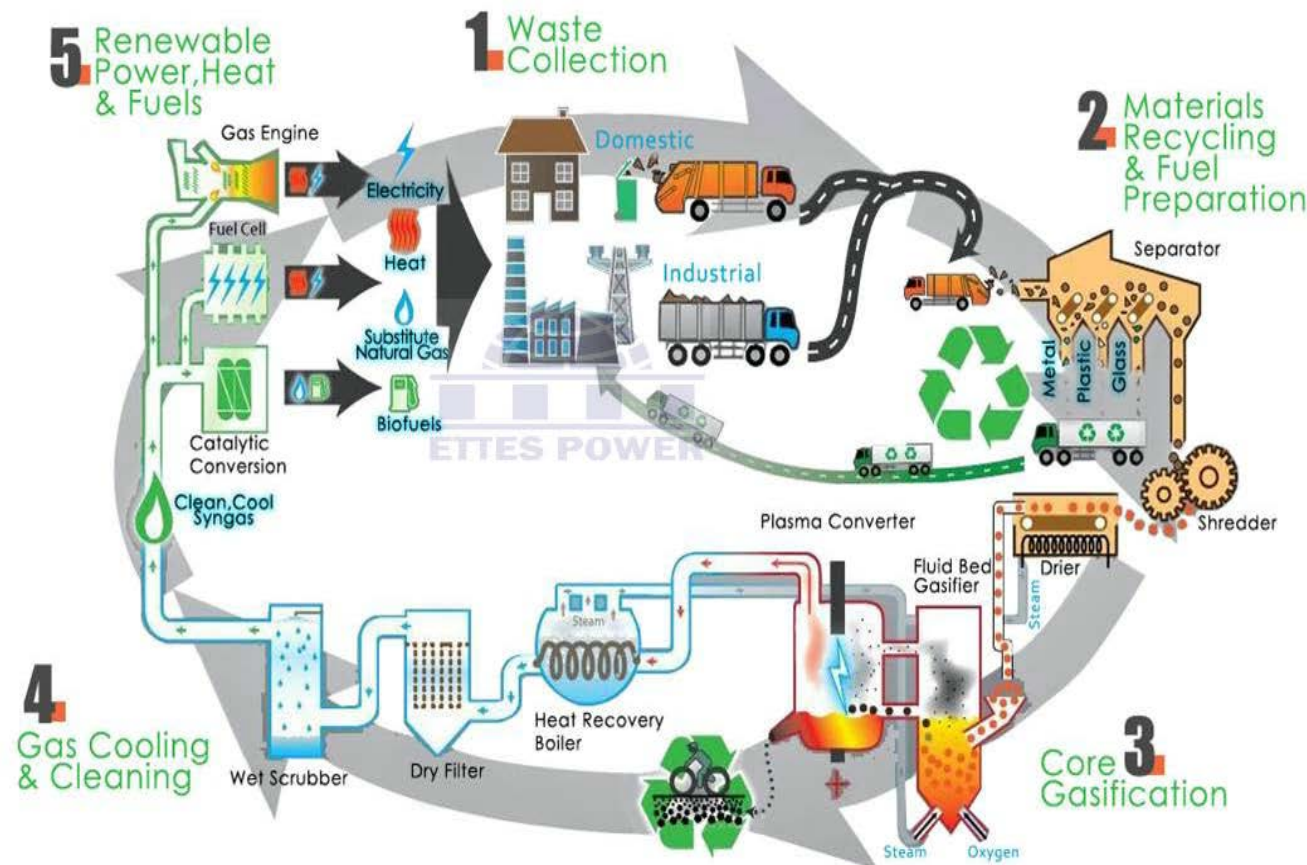 5. Renewable
Power,Heat
& Fuels
Gas Engine
Fuel Cell
Catalytic
Conversion
Clean,Cool
Syngas
Electricity
Heat
Substitute
Natural Gas
Biofuels
1. Waste
Collection
Domestic
Industrial
ETTES POWER
2. Materials
Recycling
& Fuel
Preparation
Separator
Metal
Plastic
Glass
Shredder
Drier
Steam
Plasma Converter
Fluid Bed
Gasifier
Core 3.
Gasification
Steam
Oxygen
4.
Gas Cooling
& Cleaning
Steam
Heat Recovery
Boiler
Dry Filter
Wet Scrubber